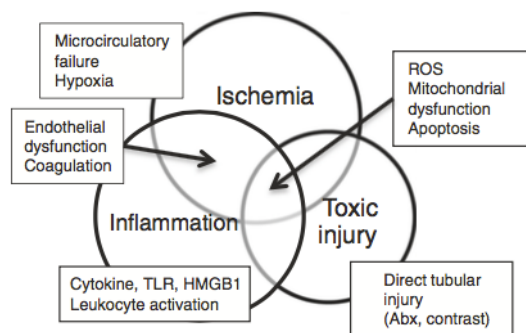 Microcirculatory
failure
Hypoxia
Ischemia
ROS
Mitochondrial
dysfunction
Apoptosis
Endothelial
dysfunction
Coagulation
Inflammation
Toxic
injury
Cytokine, TLR, HMGB1
Leukocyte activation
Direct tubular
injury
(Abx, contrast)